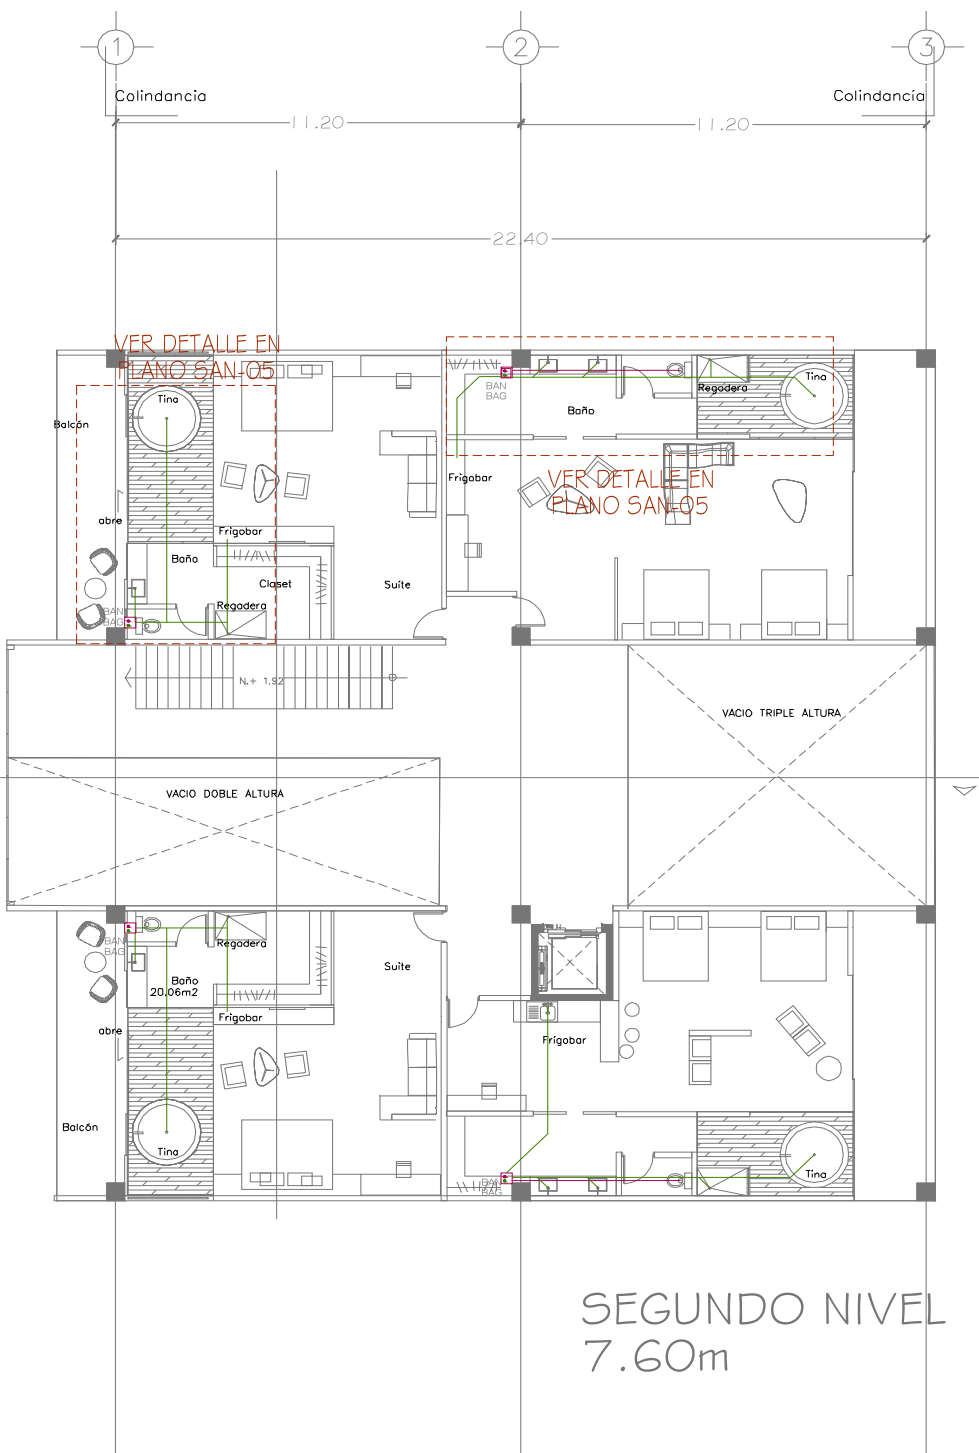 1
2
3
Colindancia
Colindancía
11.20
11.20
22.40
VER DETALLE EN
PLANO SAN-05
Tina
Balcón
abre
Frigobar
Baño
Closet
Regadera
Suíte
BAN
BAG
BAN
BAG
Baño
Regadera
Tina
Frigobar
VER DETALLE EN
PLANO SAN-05
N.+ 1.92
VACIO TRIPLE ALTURA
VACIO DOBLE ALTURA
BAN
BAG
Regadera
Suite
Baño
20.06m2
abre
Frigobar
Frigobar
Balcón
Tina
Tina
BAN
BAG
SEGUNDO NIVEL
7.60m